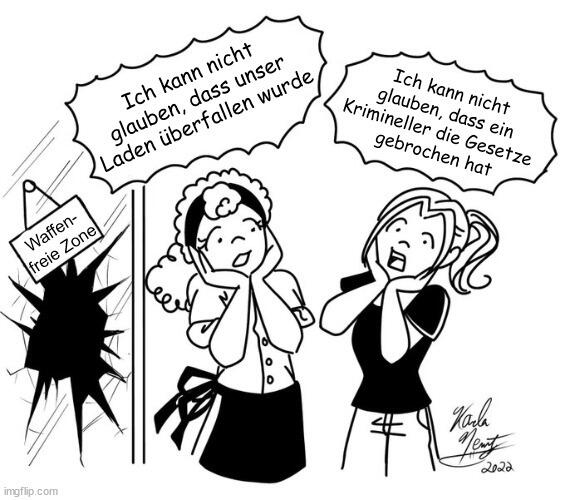 Ich kann nicht
glauben, dass unser
Laden überfallen wurde
Ich kann nicht
glauben, dass ein
Krimineller die Gesetze
gebrochen hat
Waffen-
freie Zone
Karla
2022
imgflip.com